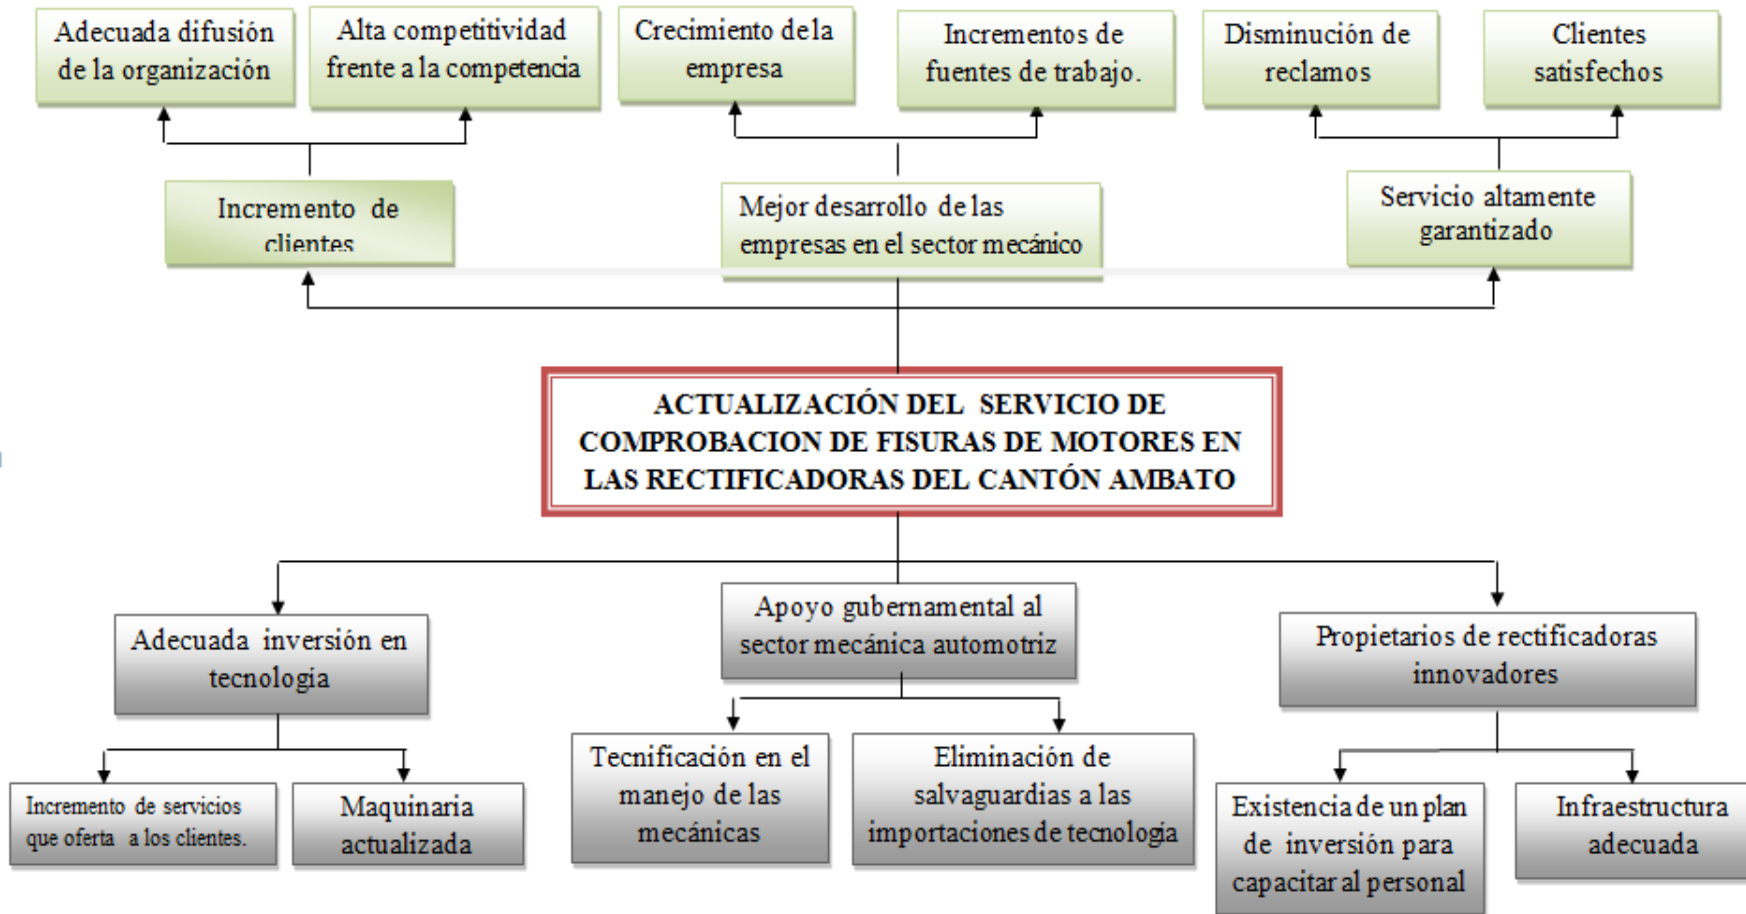 Adecuada difusión
de la organización
Alta competitividad
frente a la competencia
Crecimiento de la
empresa
Incrementos de
fuentes de trabajo.
Disminución de
reclamos
Clientes
satisfechos
Incremento de
clientes
Mejor desarrollo de las
empresas en el sector mecánico
Servicio altamente
garantizado
ACTUALIZACIÓN DEL SERVICIO DE
COMPROBACION DE FISURAS DE MOTORES EN
LAS RECTIFICADORAS DEL CANTÓN AMBATO
Adecuada inversión en
tecnología
Apoyo gubernamental al
sector mecánica automotriz
Propietarios de rectificadoras
innovadores
Incremento de servicios
que oferta a los clientes.
Maquinaria
actualizada
Tecnificación en el
manejo de las
mecánicas
Eliminación de
salvaguardias a las
importaciones de tecnología
Existencia de un plan
de inversión para
capacitar al personal
Infraestructura
adecuada